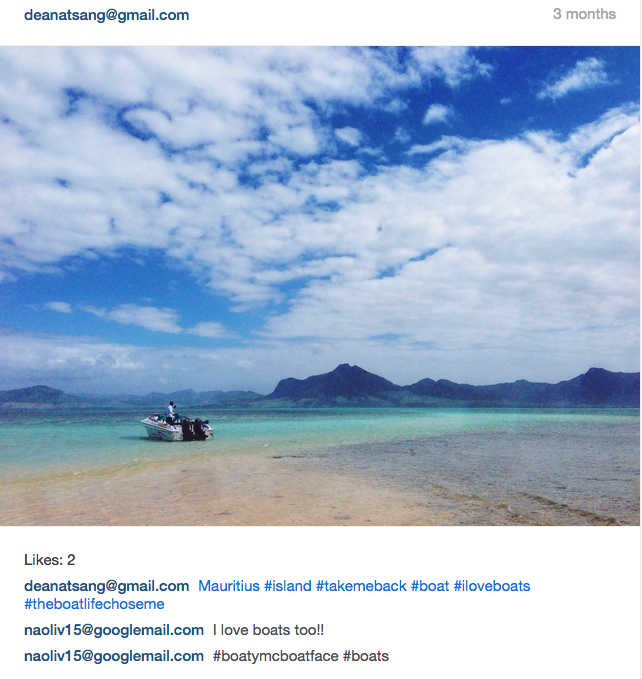 deanatsang@gmail.com 3 months
Likes: 2
deanatsang@gmail.com Mauritius #island #takemeback #boat #iloveboats
#theboatlifechoseme
naoliv15@googlemail.com I love boats too!!
naoliv15@googlemail.com #boatymcboatface #boats